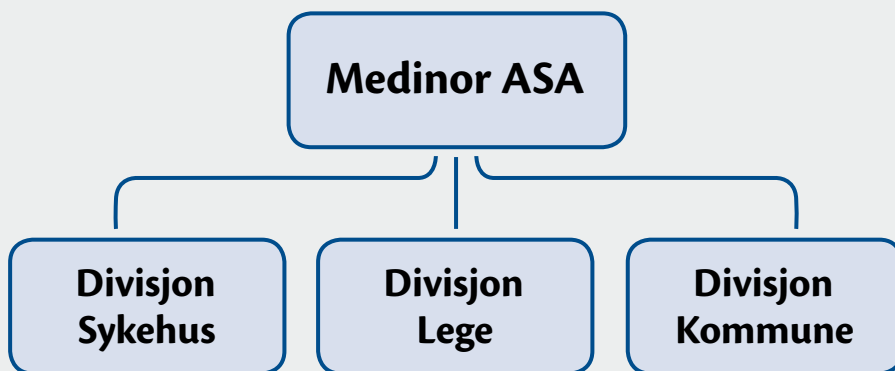 Medinor ASA
Divisjon
Sykehus
Divisjon
Lege
Divisjon
Kommune